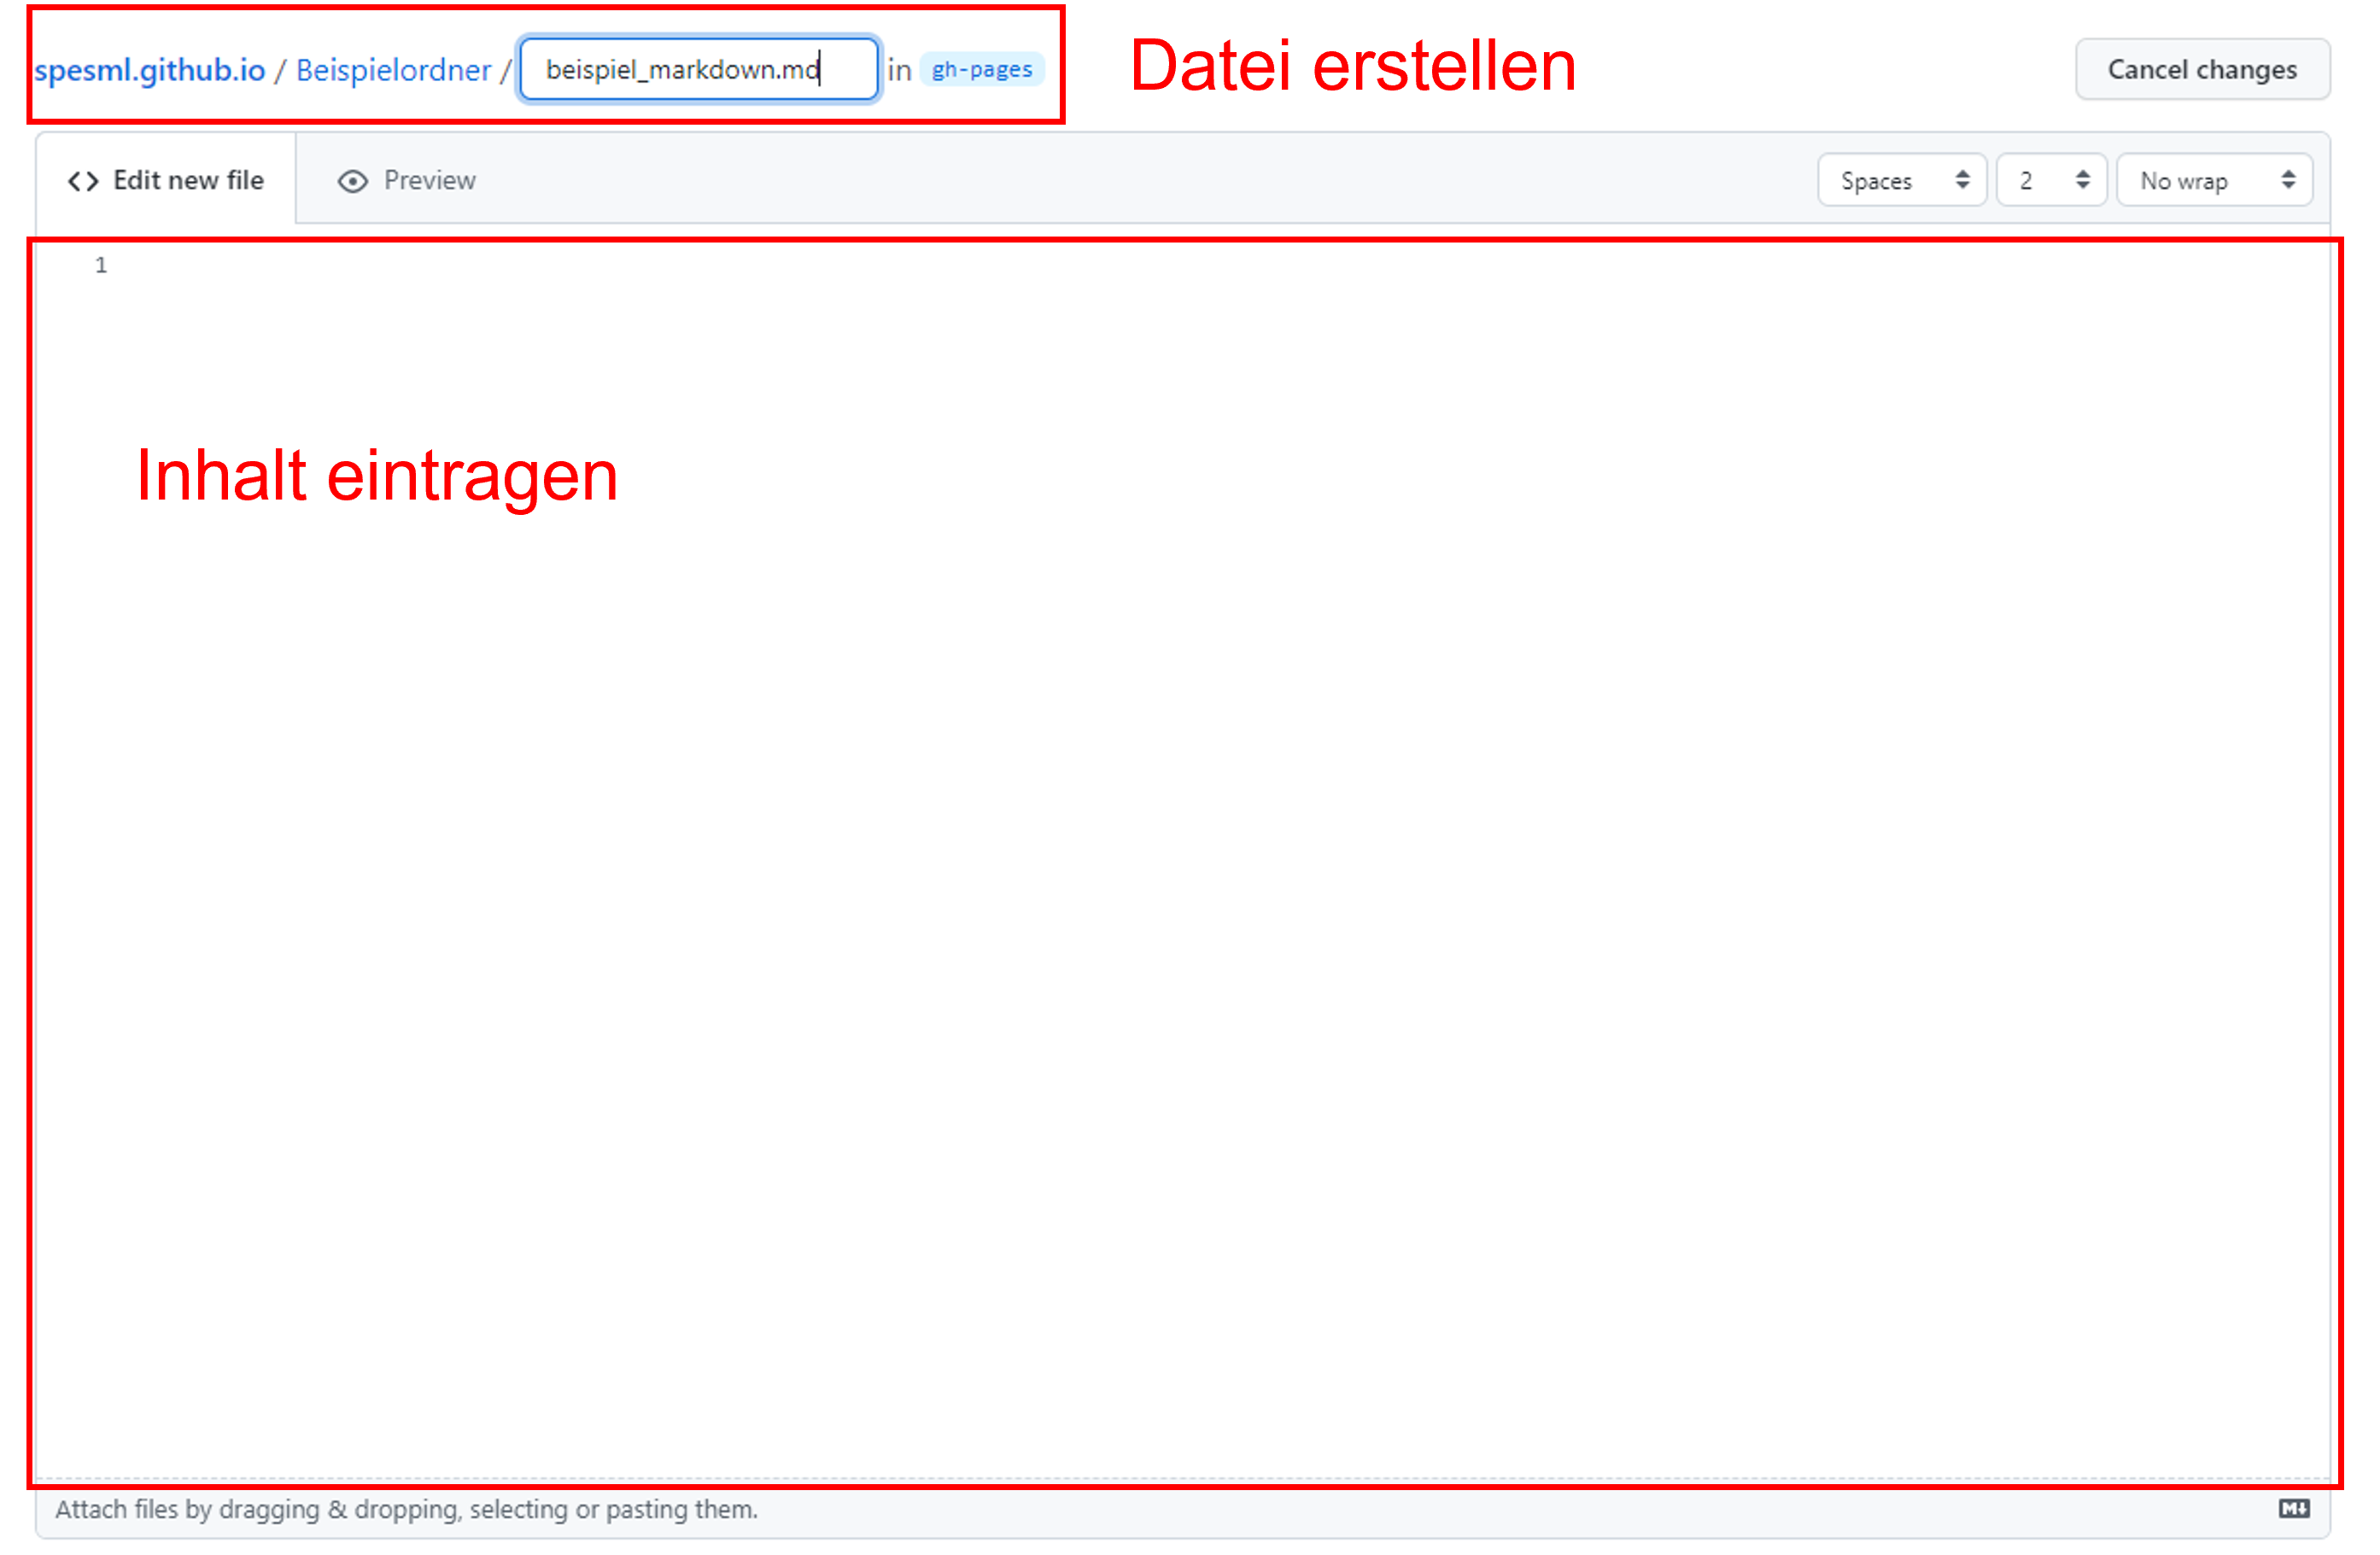 spesml.github.io / Beispielordner / beispiel_markdown.md in gh-pages
Datei erstellen
Cancel changes
Edit new file
Preview
Spaces
2
No wrap
1
Inhalt eintragen
Attach files by dragging & dropping, selecting or pasting them.
M